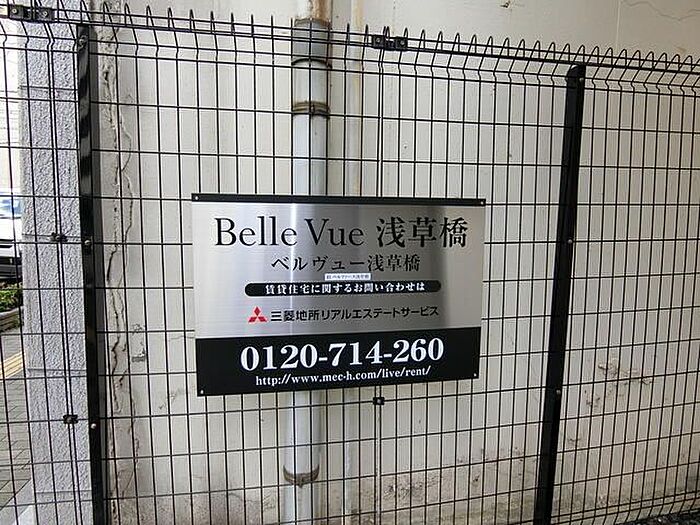 Belle Vue 浅草橋
ベルヴュー浅草橋
賃貸住宅に関するお問い合わせは
三菱地所リアルエステートサービス
0120-714-260
http://www.mec-h.com/live/rent/